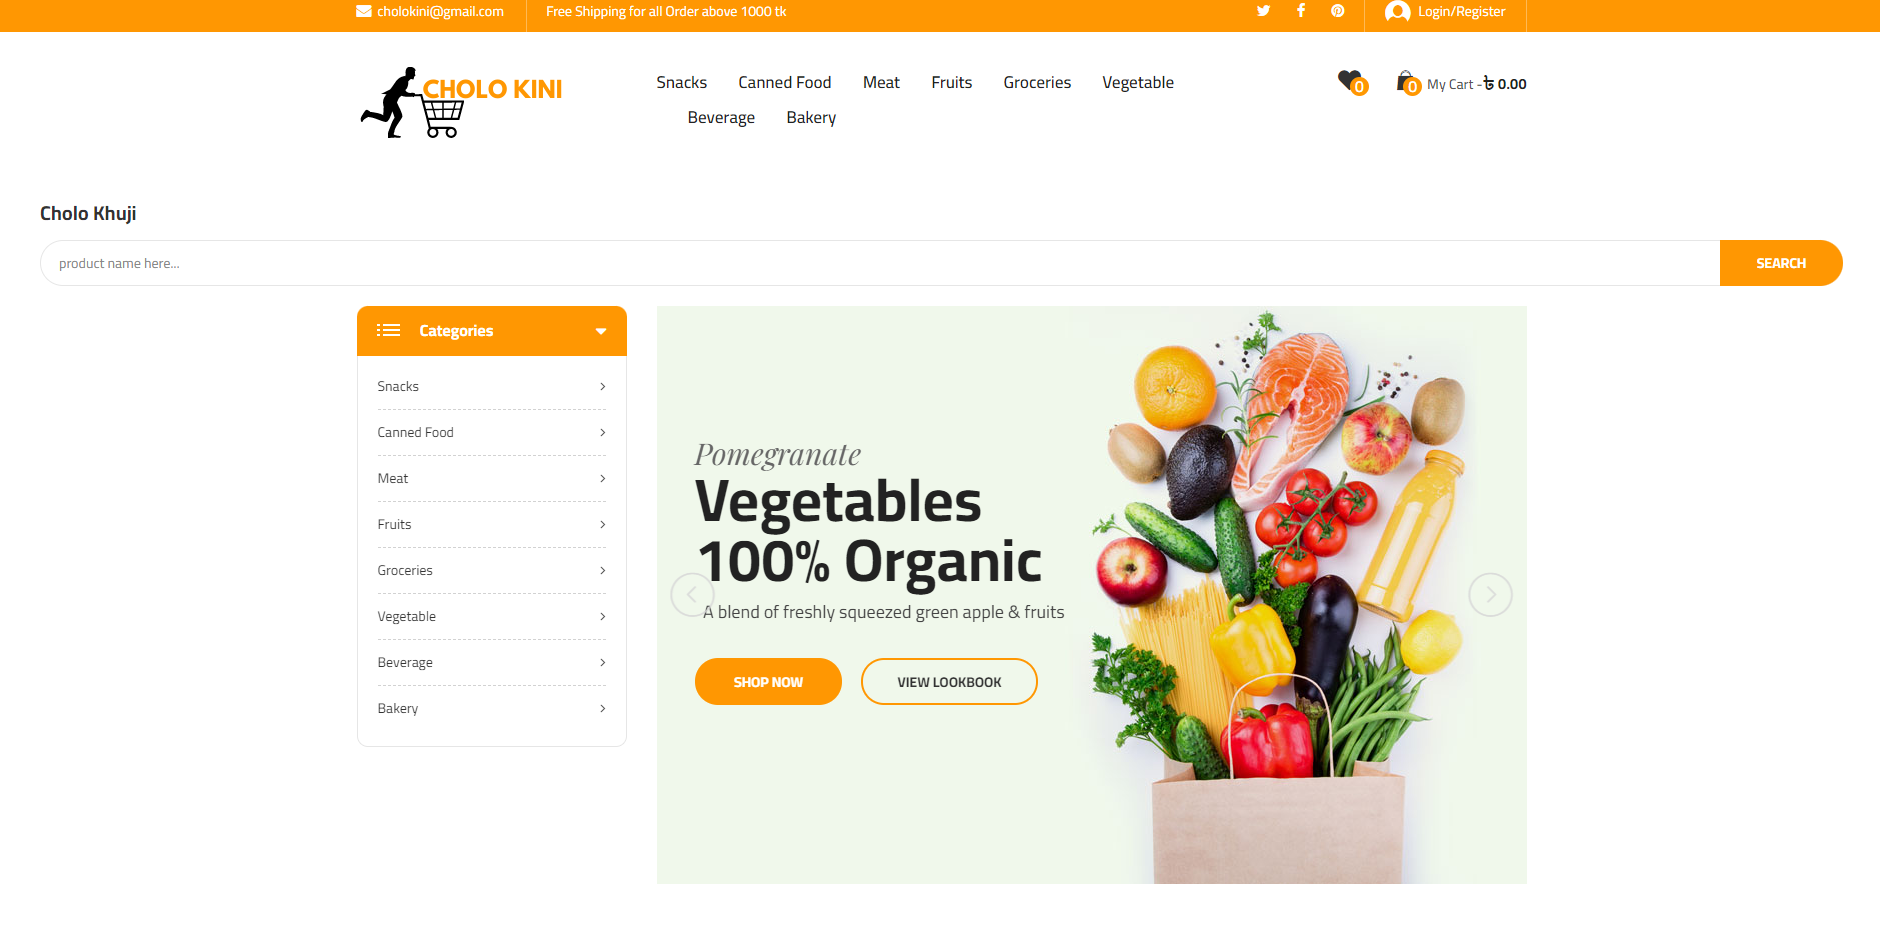 cholokini@gmail.com
Free Shipping for all Order above 1000 tk
Login/Register
CHOLO KINI
Snacks
Canned Food
Meat
Fruits
Groceries
Vegetable
Beverage
Bakery
0
0
My Cart -৳ 0.00
Cholo Khuji
product name here...
SEARCH
Categories
Snacks
Canned Food
Meat
Fruits
Groceries
Vegetable
Beverage
Bakery
Pomegranate
Vegetables
100% Organic
A blend of freshly squeezed green apple & fruits
SHOP NOW
VIEW LOOKBOOK